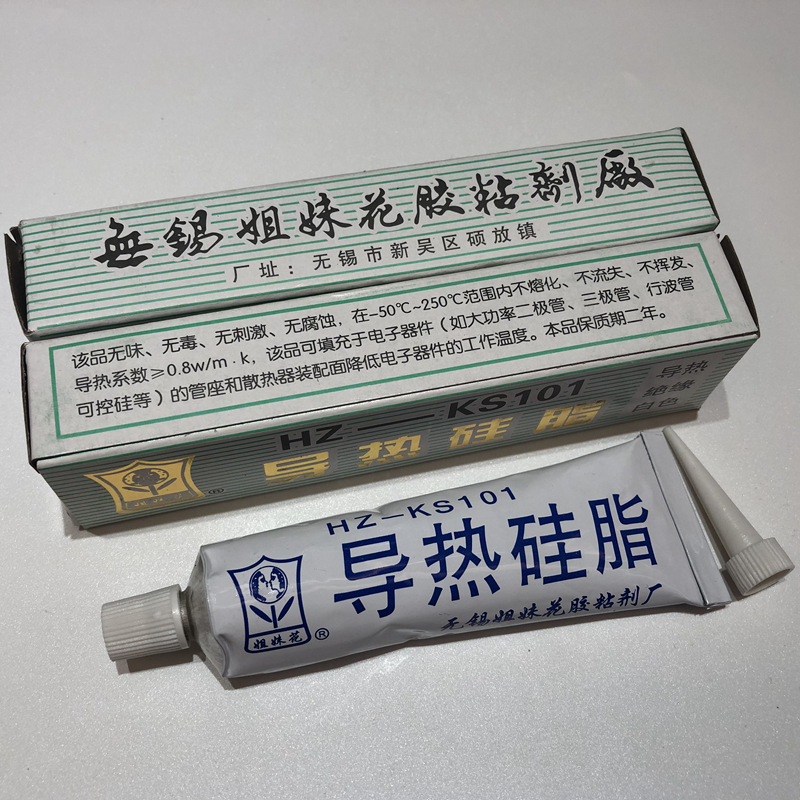 無錫姐妹花胶粘劑廠
厂址：无锡市新吴区硕放镇
该品无味、无毒、无刺激、无腐蚀，在-50℃~250℃范围内不熔化、不流失、不挥发、
导热系数≥0.8w/m·k，该品可填充于电子器件（如大功率二极管、三极管、行波管
可控硅等）的管座和散热器装配面降低电子器件的工作温度。本品保质期二年。
HZ—KS101
导热硅脂
导热
绝缘
白色
姐妹花
®
HZ-KS101
导热硅脂
无锡姐妹花胶粘剂厂
姐妹花
®